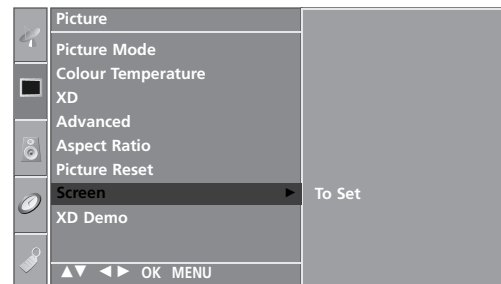 Picture
Picture Mode
Colour Temperature
XD
Advanced
Aspect Ratio
Picture Reset
Screen ► To Set
XD Demo
▲▼ ◄► OK MENU